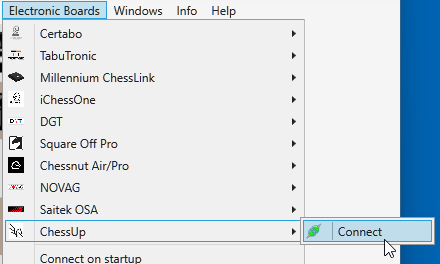 Electronic Boards Windows Info Help
Certabo
TabuTronic
Millennium ChessLink
iChessOne
DGT
Square Off Pro
Chessnut Air/Pro
NOVAG
Saitek OSA
ChessUp
Connect
Connect on startup